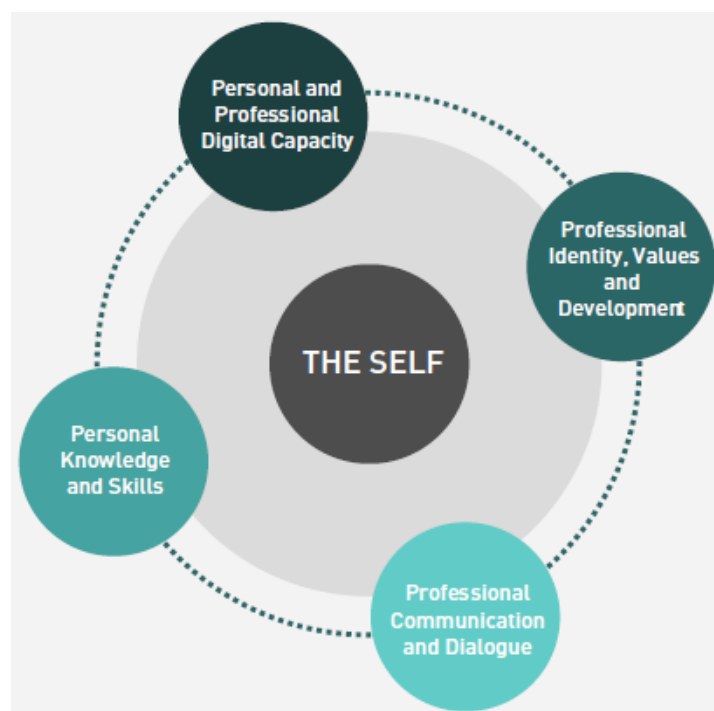 Personal and
Professional
Digital Capacity
Professional
Identity, Values
and
Development
THE SELF
Personal
Knowledge
and Skills
Professional
Communication
and Dialogue